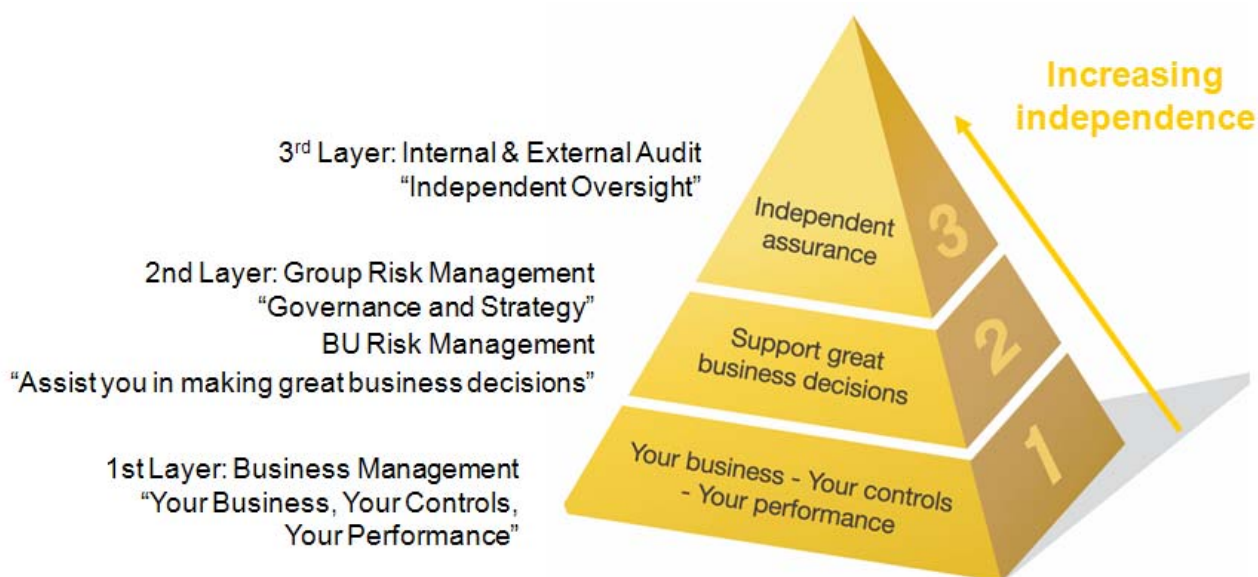 Increasing
independence
3rd Layer: Internal & External Audit
“Independent Oversight”
Independent
assurance
3
2nd Layer: Group Risk Management
“Governance and Strategy”
BU Risk Management
“Assist you in making great business decisions”
Support great
business decisions
2
1st Layer: Business Management
“Your Business, Your Controls,
Your Performance”
Your business - Your controls
- Your performance
1